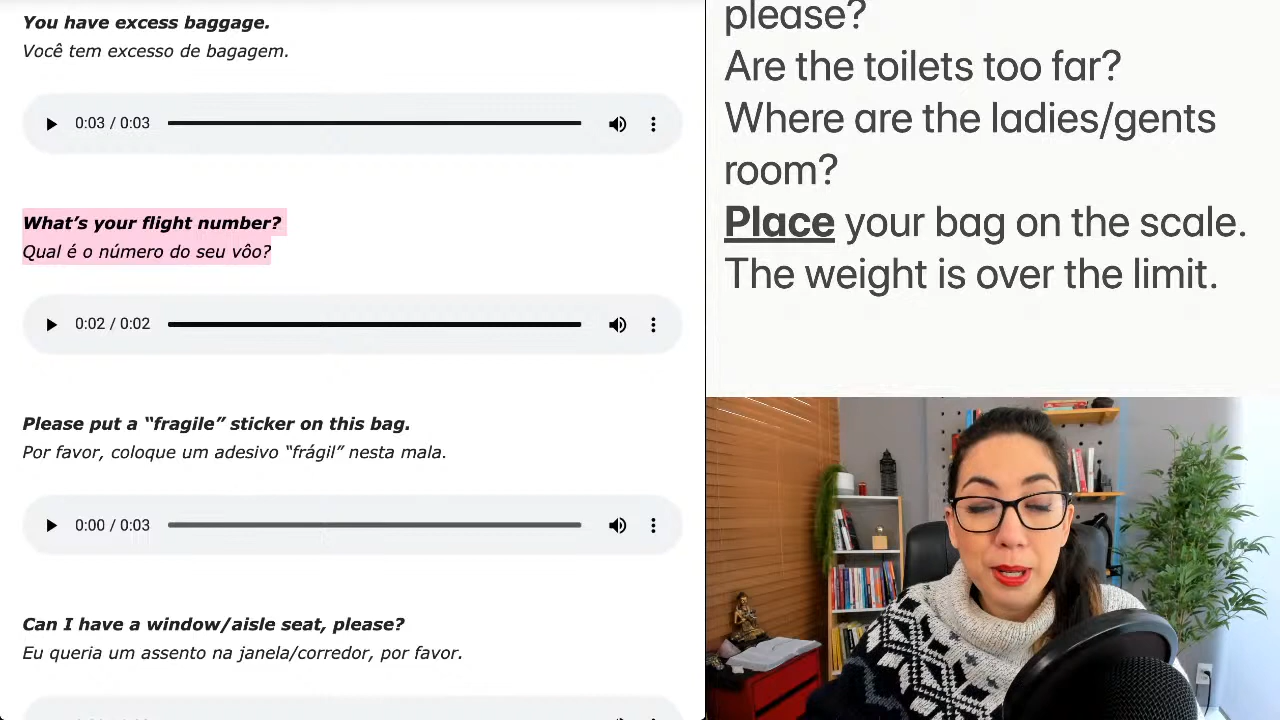 You have excess baggage.
Você tem excesso de bagagem.
0:03 / 0:03
What’s your flight number?
Qual é o número do seu vôo?
0:02 / 0:02
Please put a “fragile” sticker on this bag.
Por favor, coloque um adesivo “frágil” nesta mala.
0:00 / 0:03
Can I have a window/aisle seat, please?
Eu queria um assento na janela/corredor, por favor.
please?
Are the toilets too far?
Where are the ladies/gents
room?
Place your bag on the scale.
The weight is over the limit.